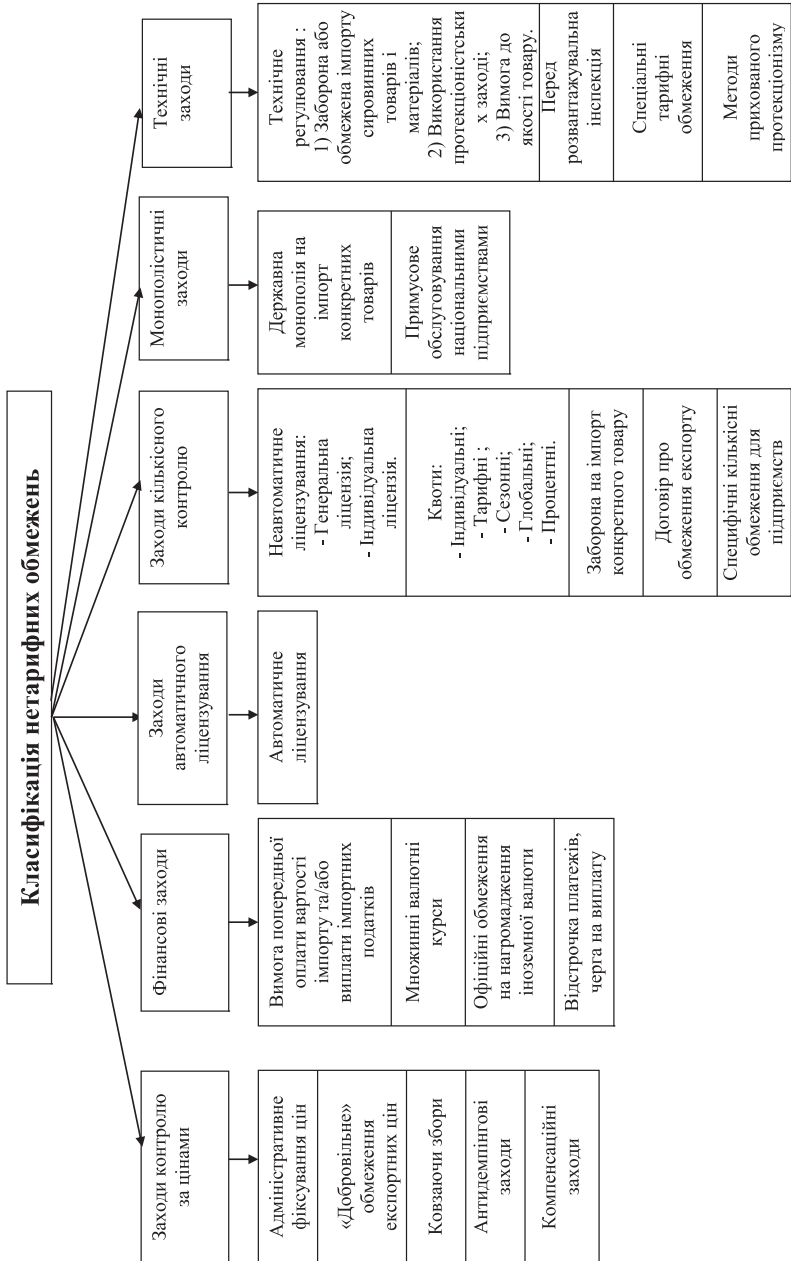 Класифікація нетарифних обмежень
Заходи контролю
за цінами
Адміністративне
фіксування цін
«Добровільне»
обмеження
експортних цін
Ковзаючи збори
Антидемпінгові
заходи
Компенсаційні
заходи
Фінансові заходи
Вимога попередньої
оплати вартості
імпорту та/або
виплати імпортних
податків
Множинні валютні
курси
Офіційні обмеження
на нагромадження
іноземної валюти
Відстрочка платежів,
черга на виплату
Заходи
автоматичного
ліцензування
Автоматичне
ліцензування
Заходи кількісного
контролю
Неавтоматичне
ліцензування:
- Генеральна
ліцензія;
- Індивідуальна
ліцензія.
Квоти:
- Індивідуальні;
- Тарифні ;
- Сезонні;
- Глобальні;
- Процентні.
Заборона на імпорт
конкретного товару
Договір про
обмеження експорту
Специфічні кількісні
обмеження для
підприємств
Монополістичні
заходи
Державна
монополія на
імпорт
конкретних
товарів
Примусове
обслуговування
національними
підприємствами
Технічні
заходи
Технічне
регулювання :
1) Заборона або
обмежена імпорту
сировинних
товарів і
матеріалів;
2) Використання
протекціоністськи
х заході;
3) Вимога до
якості товару.
Перед
розвантажувальна
інспекція
Спеціальні
тарифні
обмеження
Методи
прихованого
протекціонізму